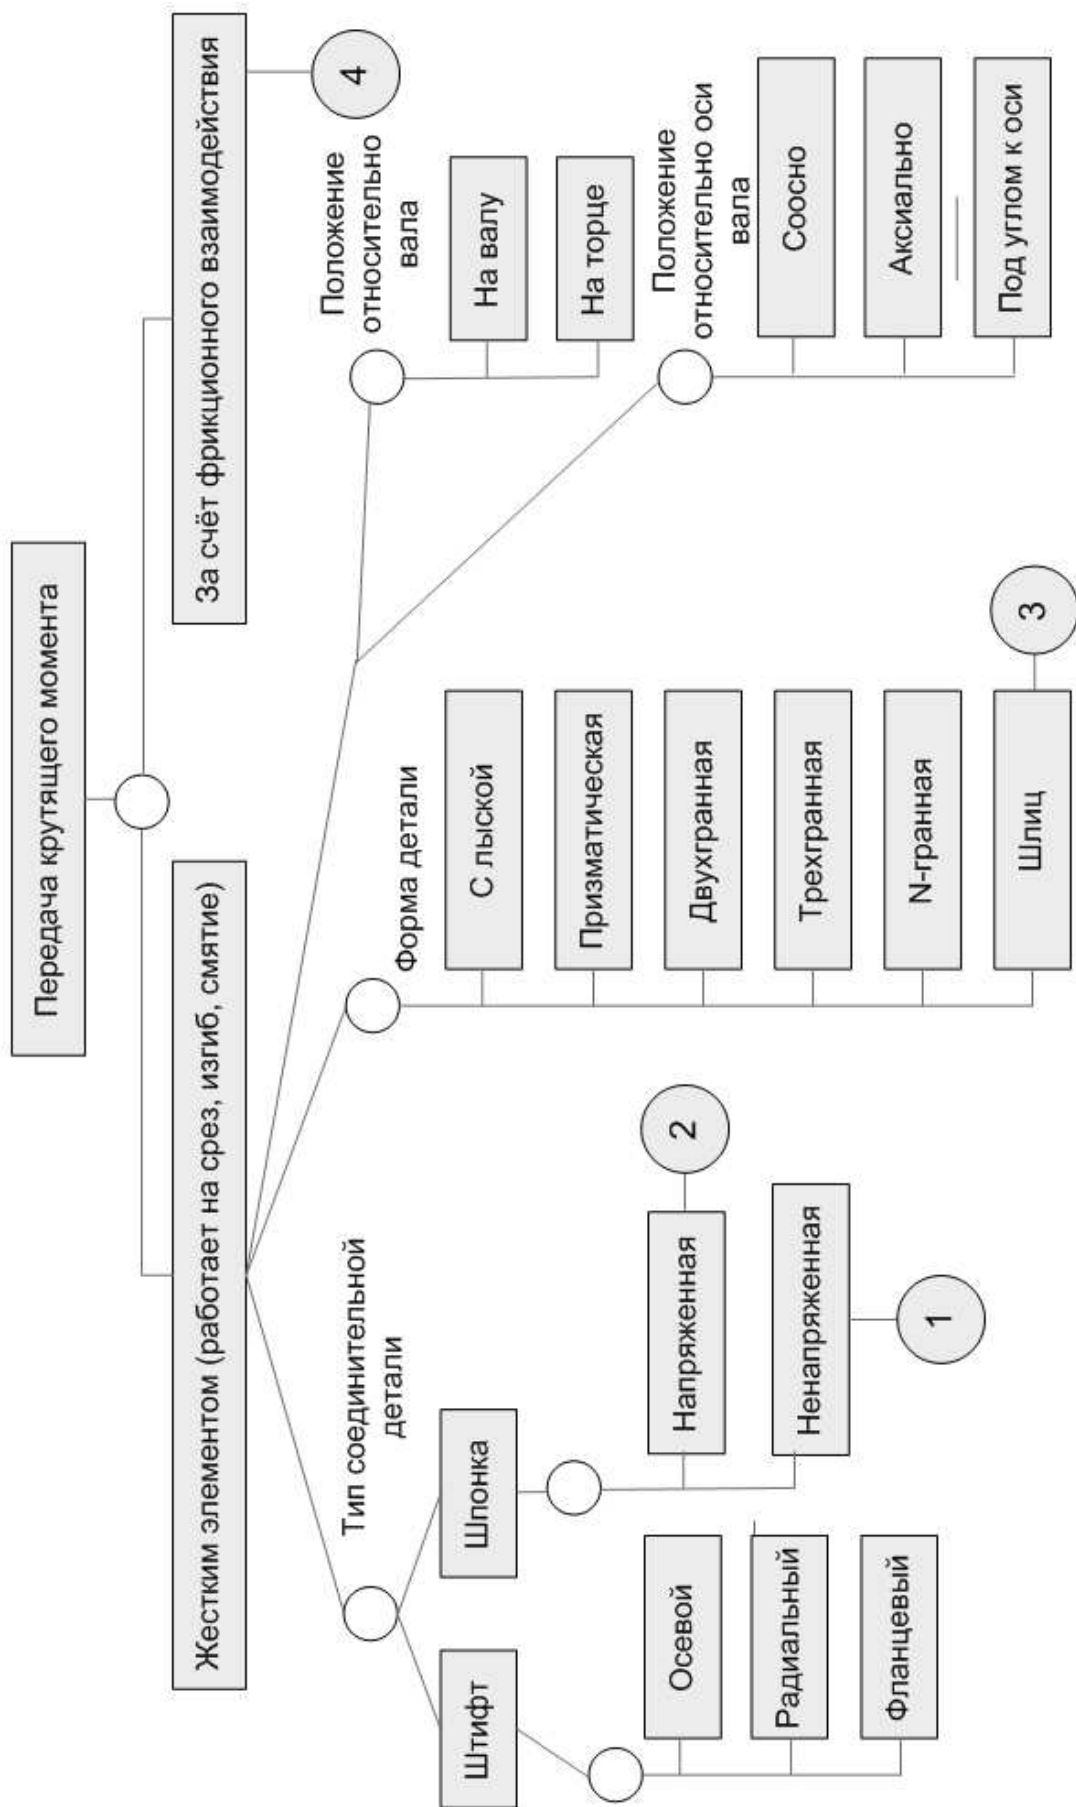 Передача крутящего момента
Жестким элементом (работает на срез, изгиб, смятие)
За счёт фрикционного взаимодействия
4
Тип соединительной
детали
Штифт
Осевой
Радиальный
Фланцевый
Шпонка
Напряженная
2
Ненапряженная
1
Форма детали
С лыской
Призматическая
Двухгранная
Трехгранная
N-гранная
Шлиц
3
Положение
относительно
вала
На валу
На торце
Положение
относительно оси
вала
Соосно
Аксиально
Под углом к оси